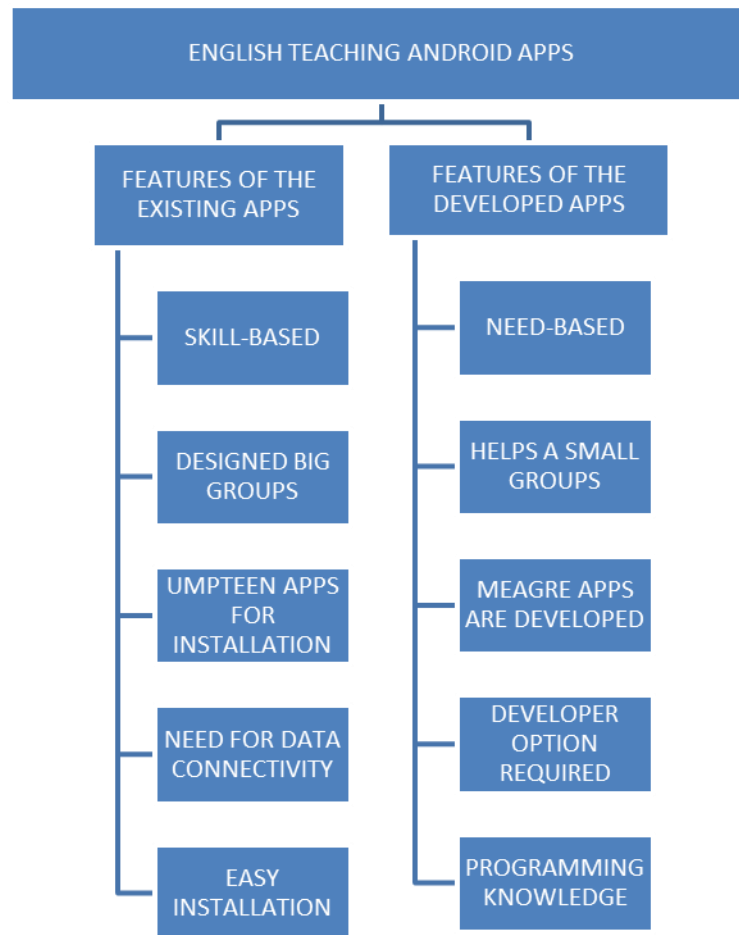 ENGLISH TEACHING ANDROID APPS
FEATURES OF THE
EXISTING APPS
SKILL-BASED
DESIGNED BIG
GROUPS
UMPTEEN APPS
FOR
INSTALLATION
NEED FOR DATA
CONNECTIVITY
EASY
INSTALLATION
FEATURES OF THE
DEVELOPED APPS
NEED-BASED
HELPS A SMALL
GROUPS
MEAGRE APPS
ARE DEVELOPED
DEVELOPER
OPTION
REQUIRED
PROGRAMMING
KNOWLEDGE